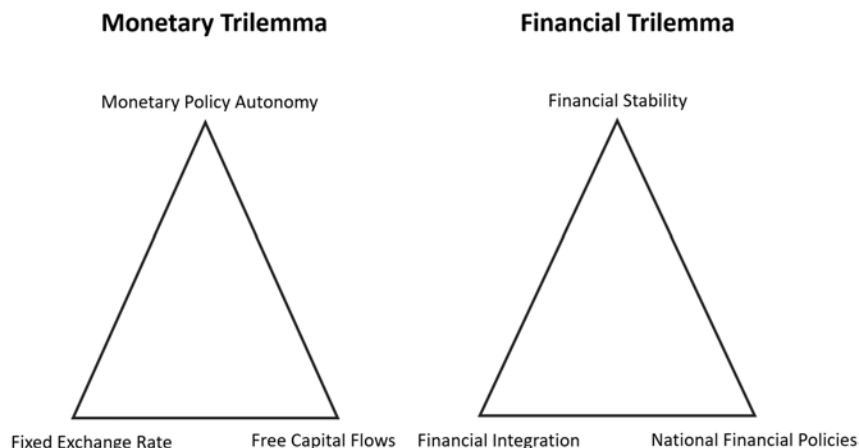 Monetary Trilemma
Financial Trilemma
Monetary Policy Autonomy
Financial Stability
Fixed Exchange Rate
Free Capital Flows
Financial Integration
National Financial Policies